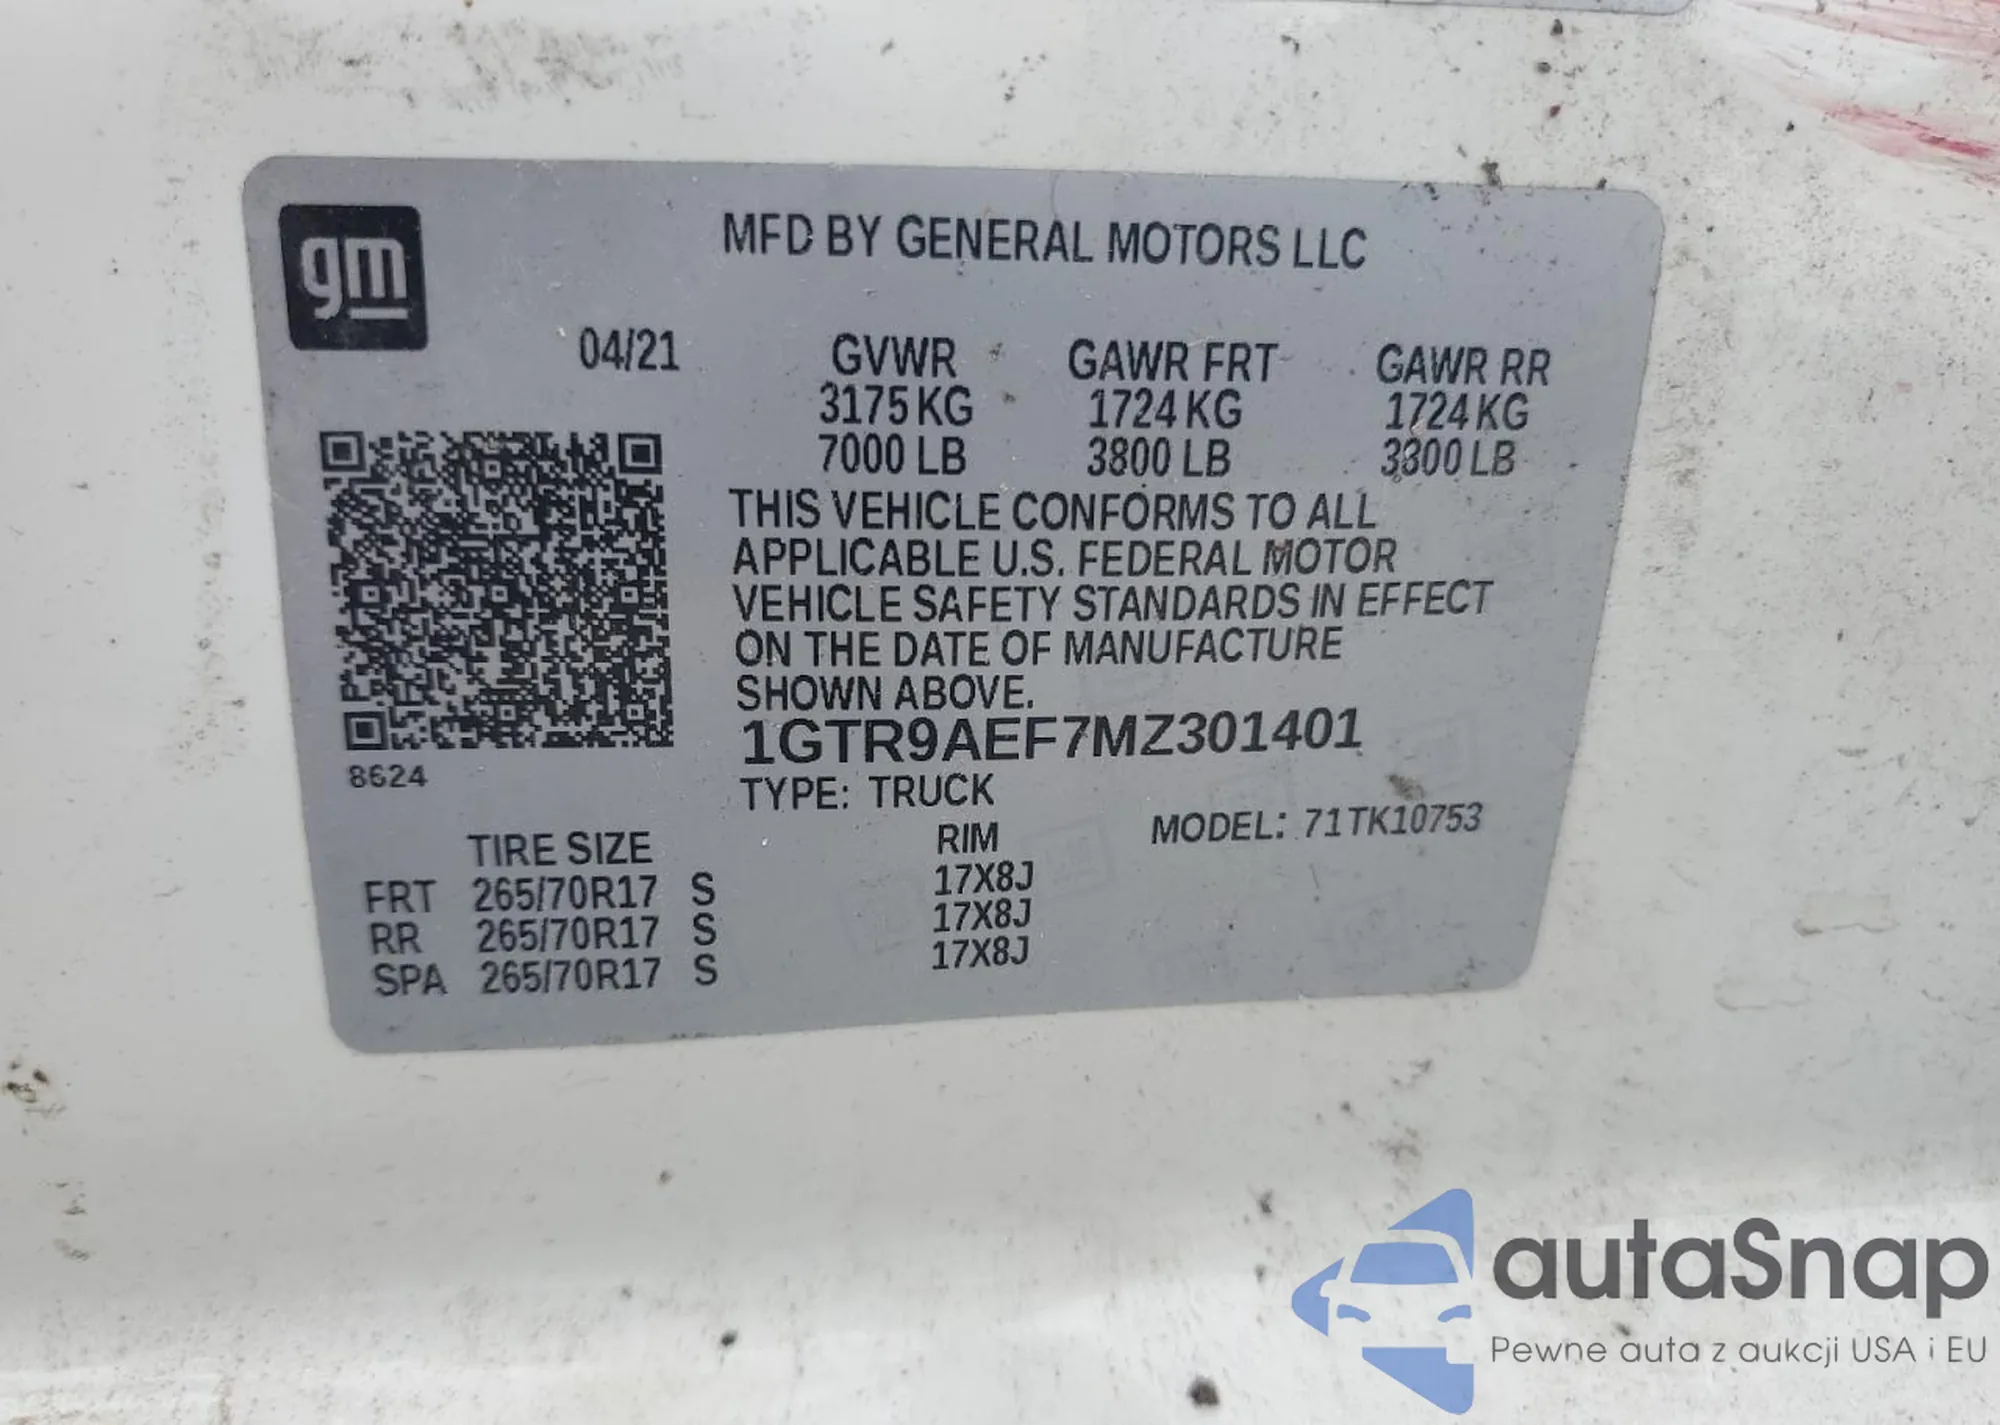 gm
MFD BY GENERAL MOTORS LLC
04/21
GVWR GAWR FRT GAWR RR
3175 KG 1724 KG 1724 KG
7000 LB 3800 LB 3800 LB
THIS VEHICLE CONFORMS TO ALL
APPLICABLE U.S. FEDERAL MOTOR
VEHICLE SAFETY STANDARDS IN EFFECT
ON THE DATE OF MANUFACTURE
SHOWN ABOVE.
1GTR9AEF7MZ301401
8624
TYPE: TRUCK
MODEL: 71TK10753
TIRE SIZE RIM
FRT 265/70R17 S 17X8J
RR 265/70R17 S 17X8J
SPA 265/70R17 S 17X8J
autaSnap
Pewne auta z aukcji USA i EU